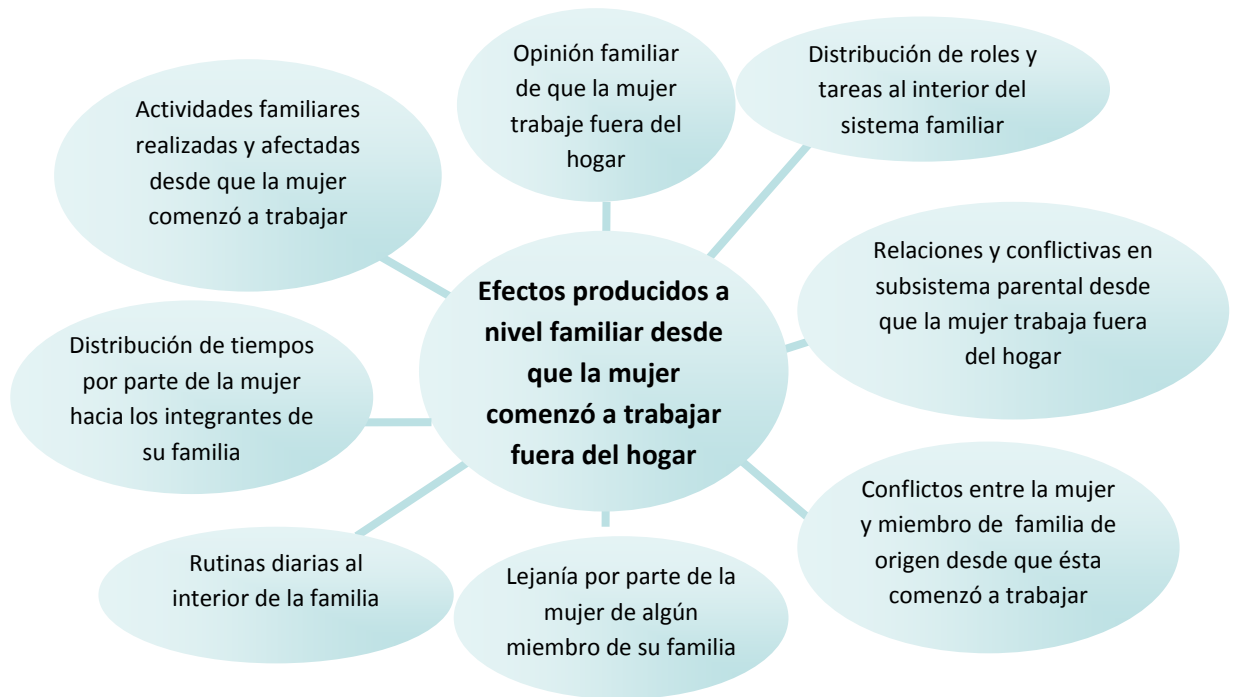 Opinión familiar
de que la mujer
trabaje fuera del
hogar
Distribución de roles y
tareas al interior del
sistema familiar
Actividades familiares
realizadas y afectadas
desde que la mujer
comenzó a trabajar
Relaciones y conflictivas en
subsistema parental desde
que la mujer trabaja fuera
del hogar
Efectos producidos a
nivel familiar desde
que la mujer
comenzó a trabajar
fuera del hogar
Distribución de tiempos
por parte de la mujer
hacia los integrantes de
su familia
Conflictos entre la mujer
y miembro de familia de
origen desde que ésta
comenzó a trabajar
Rutinas diarias al
interior de la familia
Lejanía por parte de la
mujer de algún
miembro de su familia